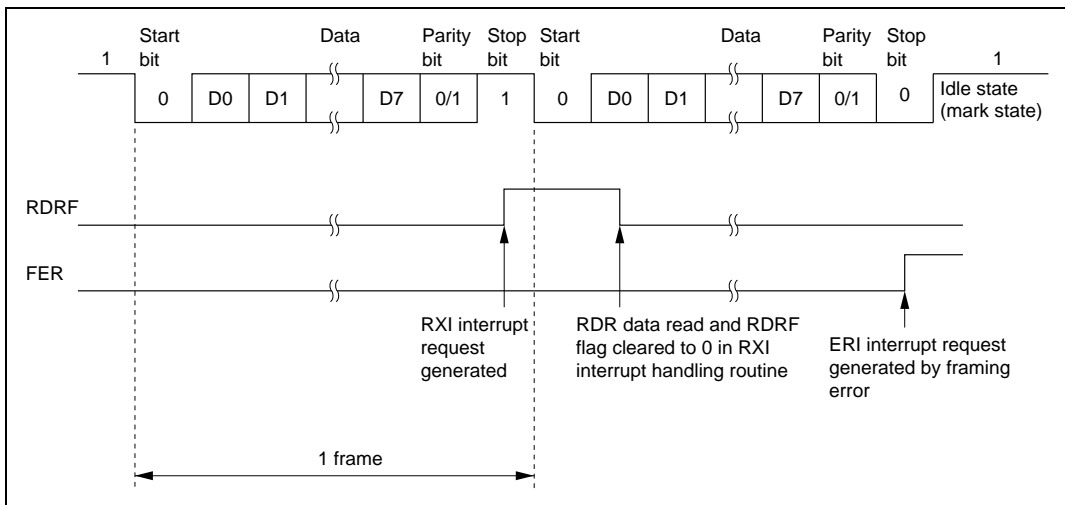 Start Data Parity Stop Start Data Parity Stop
1 bit bit bit bit bit bit 1
0 D0 D1 D7 0/1 1 0 D0 D1 D7 0/1 0 Idle state
(mark state)
RDRF
FER
RXI interrupt
request
generated
RDR data read and RDRF
flag cleared to 0 in RXI
interrupt handling routine
ERI interrupt request
generated by framing
error
1 frame